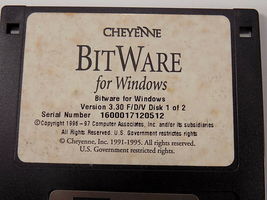 CHEYENNE
BITWARE
for Windows
Bitware for Windows
Version 3.30 F/D/V Disk 1 of 2
Serial Number 1600017120512
©Copyright 1996-97 Computer Associates, Inc. and/or its subsidiaries
All Rights Reserved. U.S. Government restricted rights
© Cheyenne, Inc. 1991-1995. All rights reserved.
U.S. Government restricted rights.